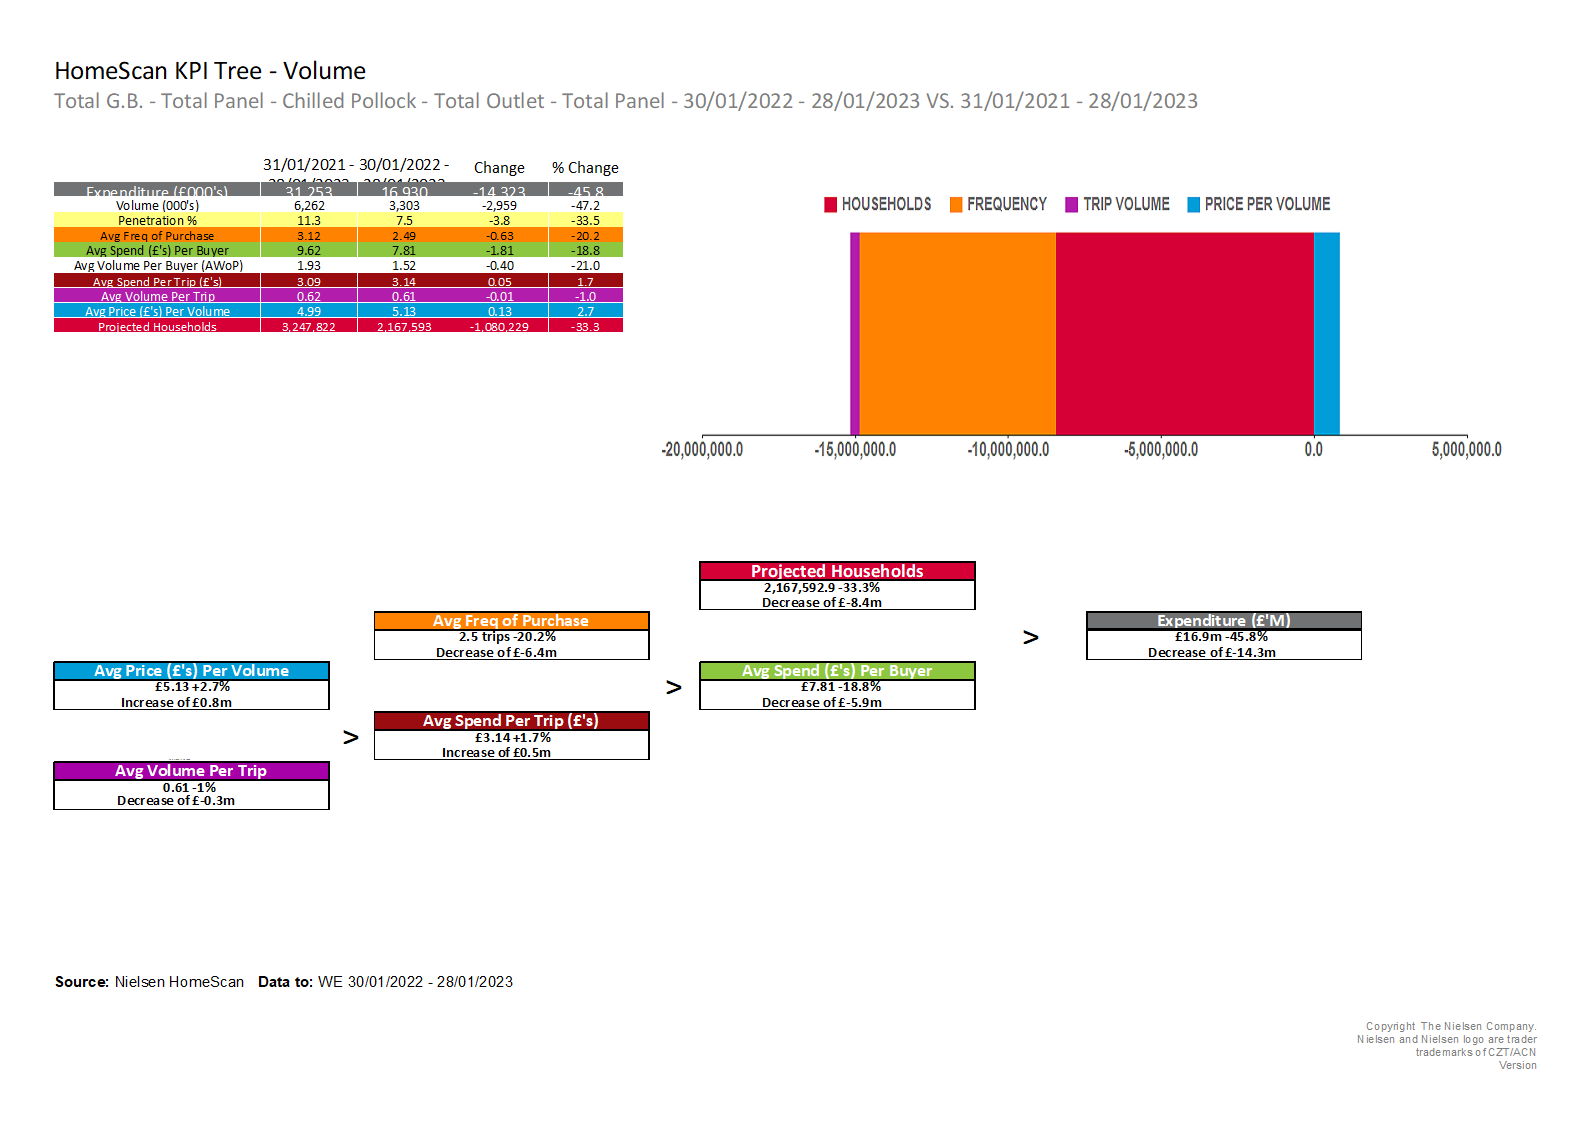 HomeScan KPI Tree - Volume
Total G.B. - Total Panel - Chilled Pollock - Total Outlet - Total Panel - 30/01/2022 - 28/01/2023 VS. 31/01/2021 - 28/01/2023
31/01/2021 - 30/01/2022 - Change % Change
Expenditure (£000's) 31,253 16,930 -14,323 -45.8
Volume (000's) 6,262 3,303 -2,959 -47.2
Penetration % 11.3 7.5 -3.8 -33.5
Avg Freq of Purchase 3.12 2.49 -0.63 -20.2
Avg Spend (£'s) Per Buyer 9.62 7.81 -1.81 -18.8
Avg Volume Per Buyer (AWoP) 1.93 1.52 -0.40 -21.0
Avg Spend Per Trip (£'s) 3.09 3.14 0.05 1.7
Avg Volume Per Trip 0.62 0.61 -0.01 -1.0
Avg Price (£'s) Per Volume 4.99 5.13 0.13 2.7
Projected Households 3,247,822 2,167,593 -1,080,229 -33.3
HOUSEHOLDS FREQUENCY TRIP VOLUME PRICE PER VOLUME
-20,000,000.0 -15,000,000.0 -10,000,000.0 -5,000,000.0 0.0 5,000,000.0
Projected Households
2,167,592.9 -33.3%
Decrease of £-8.4m
Avg Freq of Purchase
2.5 trips -20.2%
Decrease of £-6.4m
>
Expenditure (£'M)
£16.9m -45.8%
Decrease of £-14.3m
Avg Price (£'s) Per Volume
£5.13 +2.7%
Increase of £0.8m
>
Avg Spend (£'s) Per Buyer
£7.81 -18.8%
Decrease of £-5.9m
>
Avg Spend Per Trip (£'s)
£3.14 +1.7%
Increase of £0.5m
Avg Volume Per Trip
0.61 -1%
Decrease of £-0.3m
Source: Nielsen HomeScan Data to: WE 30/01/2022 - 28/01/2023
Copyright The Nielsen Company.
Nielsen and Nielsen logo are trader
trademarks of CZT/ACN
Version